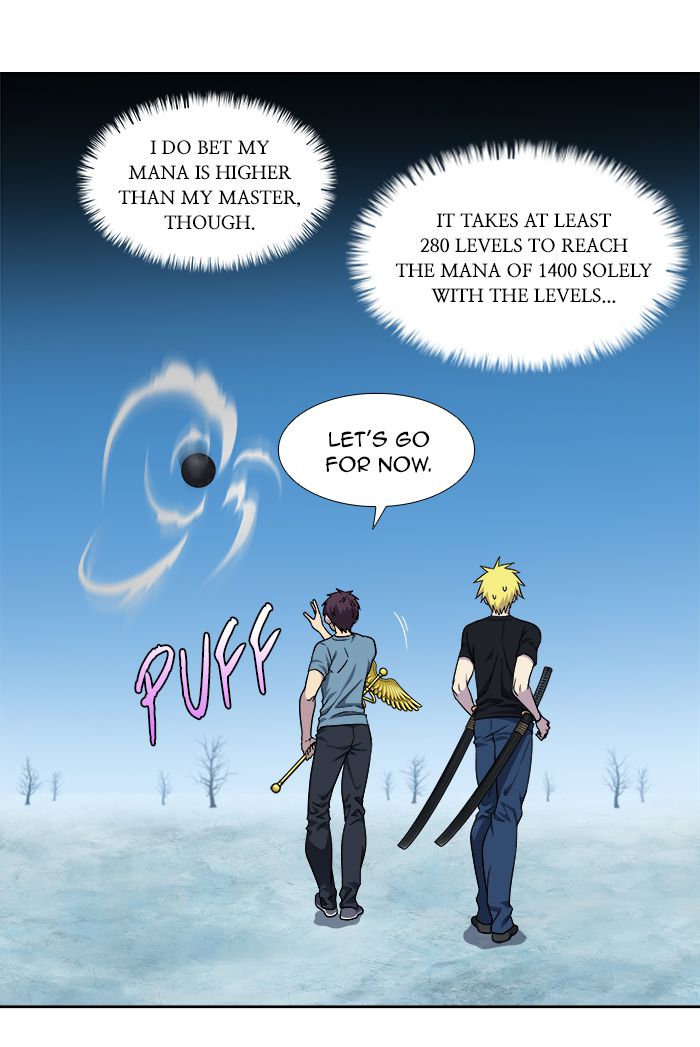 I DO BET MY
MANA IS HIGHER
THAN MY MASTER,
THOUGH.
IT TAKES AT LEAST
280 LEVELS TO REACH
THE MANA OF 1400 SOLELY
WITH THE LEVELS...
LET'S GO
FOR NOW.
PUFF